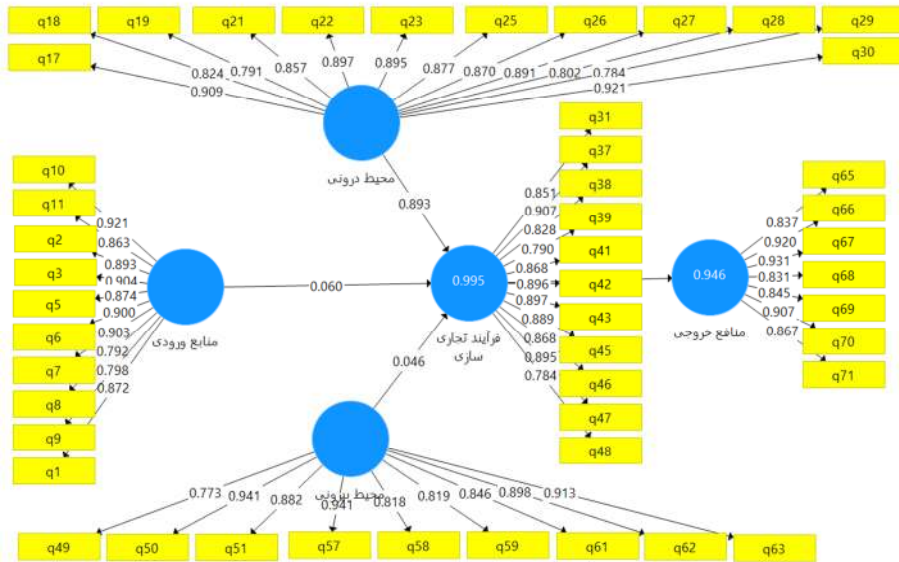 q18
q19
q21
q22
q23
q25
q26
q27
q28
q29
q17
q30
0.824
0.791
0.857
0.897
0.895
0.877
0.870
0.891
0.802
0.784
0.909
0.921
محیط درونی
0.893
q10
q11
q2
q3
q5
q6
q7
q8
q9
q1
0.921
0.863
0.893
0.904
0.874
0.900
0.903
0.792
0.798
0.872
منابع ورودی
0.060
0.995
فرآیند تجاری
سازی
q31
q37
q38
q39
q41
q42
q43
q45
q46
q47
q48
0.851
0.907
0.828
0.790
0.868
0.896
0.897
0.889
0.868
0.895
0.784
0.946
منافع خروجی
0.837
0.920
0.931
0.831
0.845
0.907
0.867
q65
q66
q67
q68
q69
q70
q71
0.046
محیط بیرونی
0.773
0.941
0.882
0.941
0.818
0.819
0.846
0.898
0.913
q49
q50
q51
q57
q58
q59
q61
q62
q63